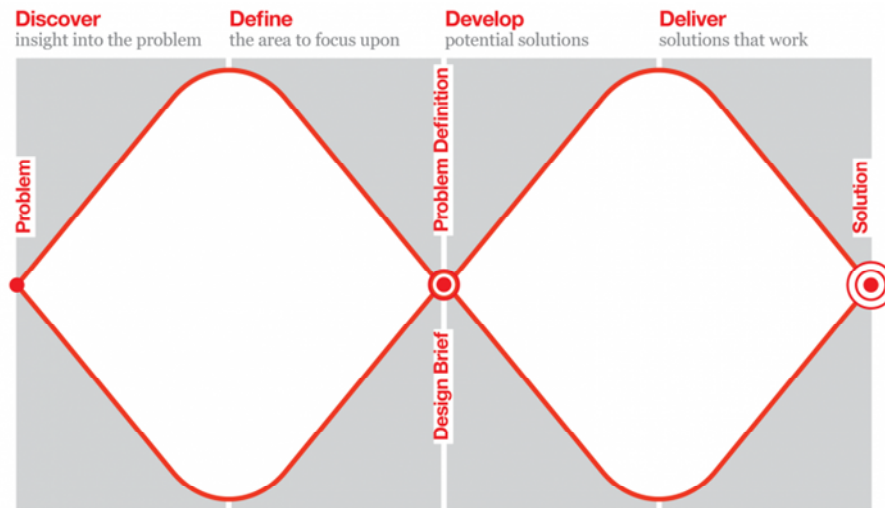 Discover
insight into the problem
Define
the area to focus upon
Develop
potential solutions
Deliver
solutions that work
Problem
Problem Definition
Design Brief
Solution